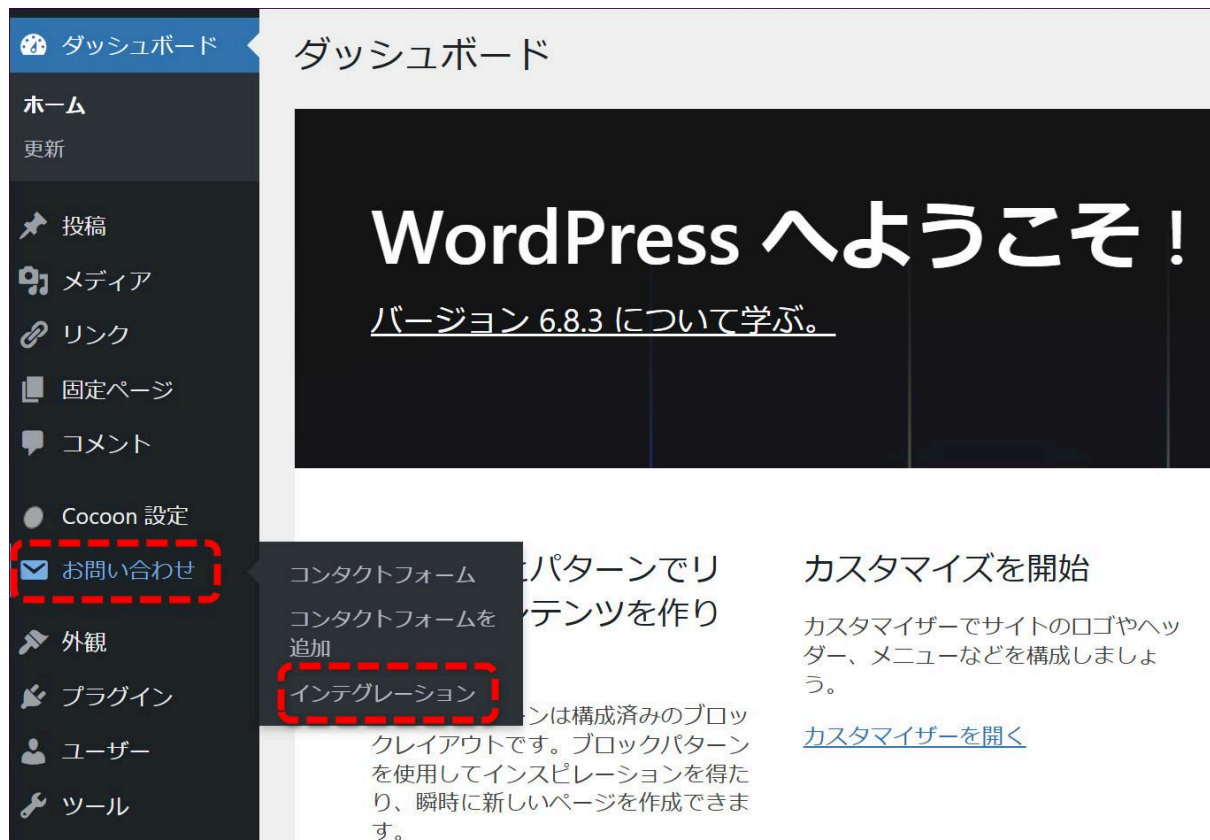 ダッシュボード
ホーム
更新
投稿
メディア
リンク
固定ページ
コメント
Cocoon 設定
お問い合わせ
外観
プラグイン
ユーザー
ツール
コンタクトフォーム
コンタクトフォームを
追加
インテグレーション
ダッシュボード
WordPress へようこそ！
バージョン 6.8.3 について学ぶ。
パターンでリ
テンツを作り
ンは構成済みのブロッ
クレイアウトです。ブロックパターン
を使用してインスピレーションを得た
り、瞬時に新しいページを作成できま
す。
カスタマイズを開始
カスタマイザーでサイトのロゴやヘッ
ダー、メニューなどを構成しましょ
う。
カスタマイザーを開く